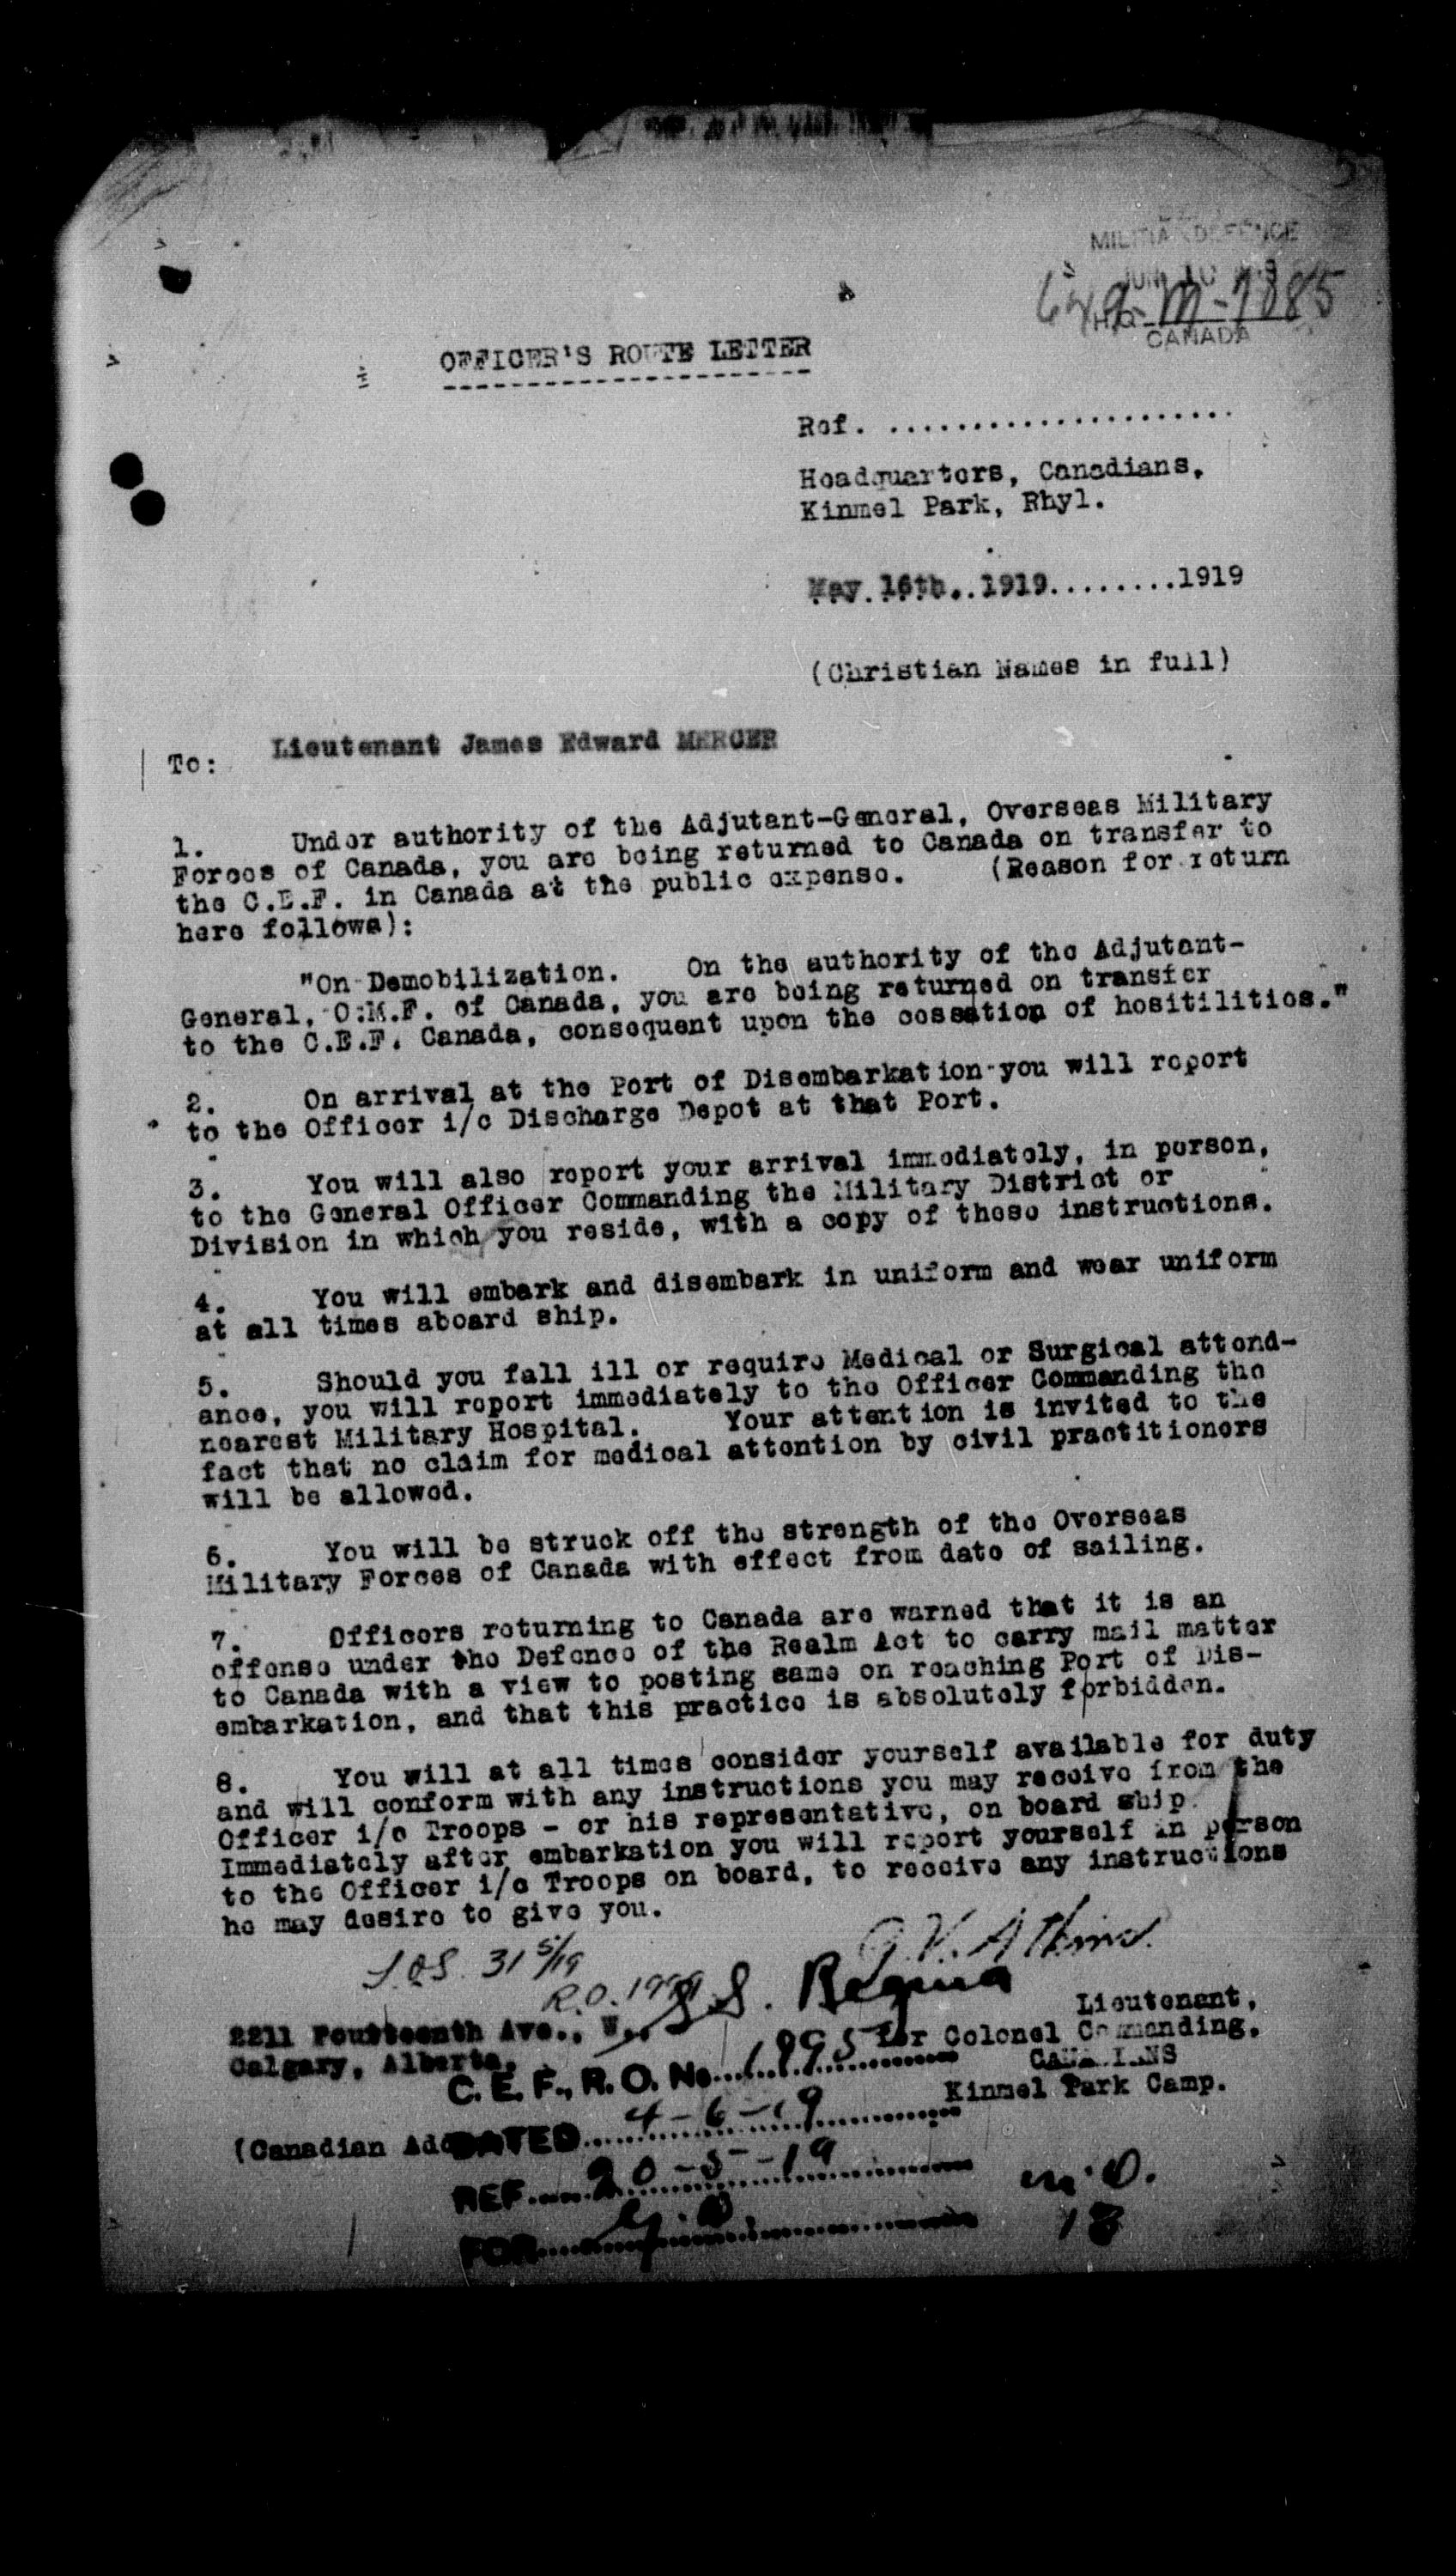 MILITIA & DEFENCE
JUN 10
649-M-7885
H.Q.
CANADA
OFFICER'S ROUTE LETTER
Ref. ......................
Headquarters, Canadians,
Kinmel Park, Rhyl.
May 16th. 1919.........1919
(Christian Names in full)
To: Lieutenant James Edward MERCER
1. Under authority of the Adjutant-General, Overseas Military
Forces of Canada, you are being returned to Canada on transfer to
the C.E.F. in Canada at the public expense. (Reason for return
here follows):
"On Demobilization. On the authority of the Adjutant-
General, O.M.F. of Canada, you are being returned on transfer
to the C.E.F. Canada, consequent upon the cessation of hositilities."
2. On arrival at the Port of Disembarkation you will report
to the Officer i/c Discharge Depot at that Port.
3. You will also report your arrival immediately, in person,
to the General Officer Commanding the Military District or
Division in which you reside, with a copy of these instructions.
4. You will embark and disembark in uniform and wear uniform
at all times aboard ship.
5. Should you fall ill or require Medical or Surgical attend-
ance, you will report immediately to the Officer Commanding the
nearest Military Hospital. Your attention is invited to the
fact that no claim for medical attention by civil practitioners
will be allowed.
6. You will be struck off the strength of the Overseas
Military Forces of Canada with effect from date of sailing.
7. Officers returning to Canada are warned that it is an
offense under the Defence of the Realm Act to carry mail matter
to Canada with a view to posting same on reaching Port of Dis-
embarkation, and that this practice is absolutely forbidden.
8. You will at all times consider yourself available for duty
and will conform with any instructions you may receive from the
Officer i/c Troops - or his representative, on board ship.
Immediately after embarkation you will report yourself in person
to the Officer i/c Troops on board, to receive any instructions
he may desire to give you.
S.O.S. 31 5/19
R.O. S.S. Regina
Atkins.
Lieutenant,
2211 Fourteenth Ave., W.,
for Colonel Commanding,
Calgary, Alberta.
CANADIANS
C. E. F., R. O. No. 1995
Kinmel Park Camp.
(Canadian
DATED 4-6-19
REF 20-5-19
FOR
M.D.
13